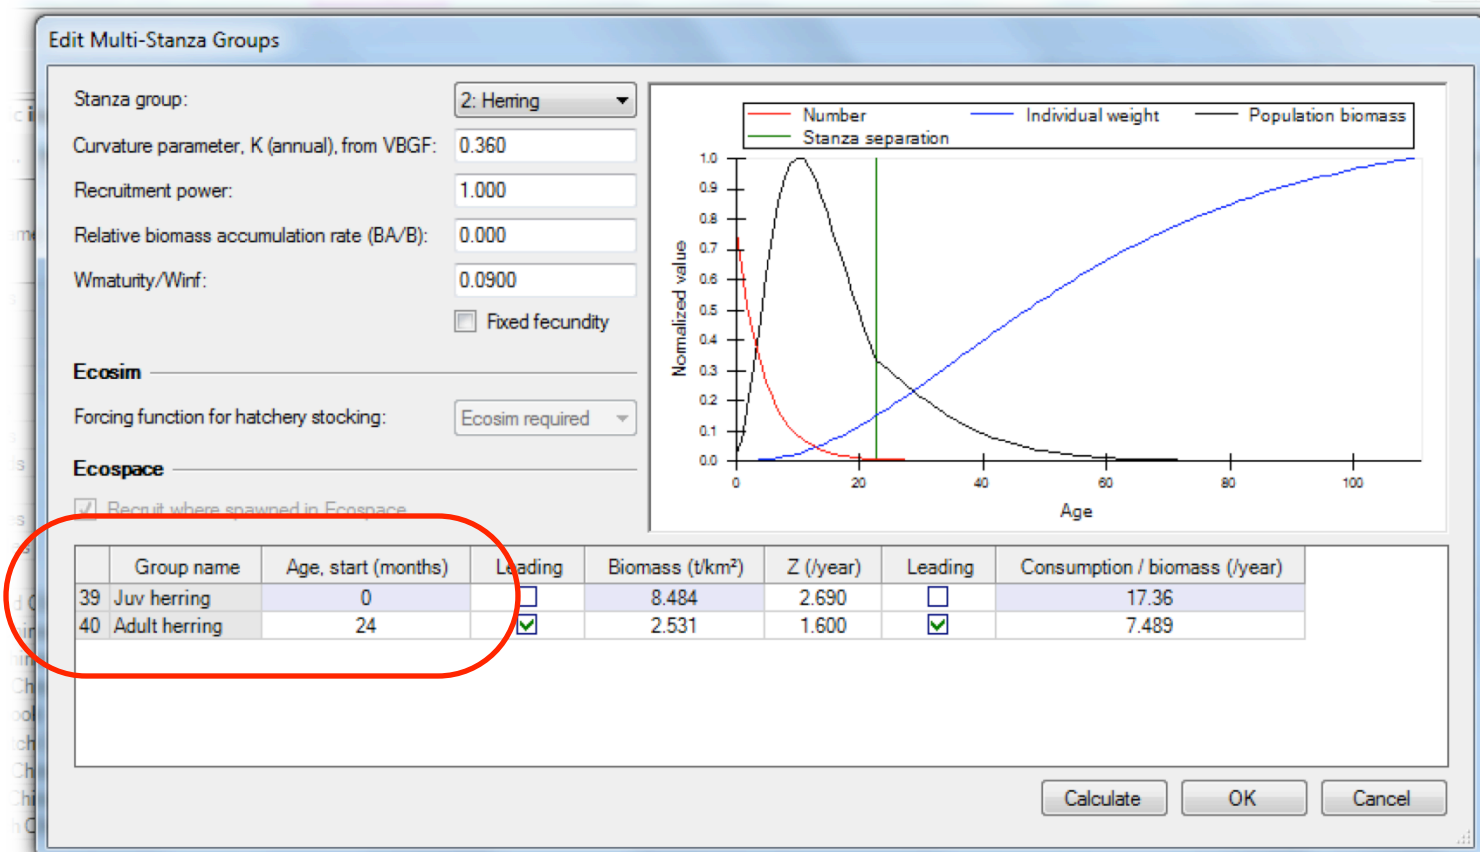 Edit Multi-Stanza Groups
Stanza group: 2: Herring
Curvature parameter, K (annual), from VBGF: 0.360
Recruitment power: 1.000
Relative biomass accumulation rate (BA/B): 0.000
Wmaturity/Winf: 0.0900
Fixed fecundity
Ecosim
Forcing function for hatchery stocking: Ecosim required
Ecospace
Recruit where spawned in Ecospace
Number Individual weight Population biomass
Stanza separation
Normalized value
1.0
0.9
0.8
0.7
0.6
0.5
0.4
0.3
0.2
0.1
0.0
0 20 40 60 80 100
Age
Group name Age, start (months) Leading Biomass (t/km²) Z (/year) Leading Consumption / biomass (/year)
39 Juv herring 0 8.484 2.690 17.36
40 Adult herring 24 2.531 1.600 7.489
Calculate OK Cancel